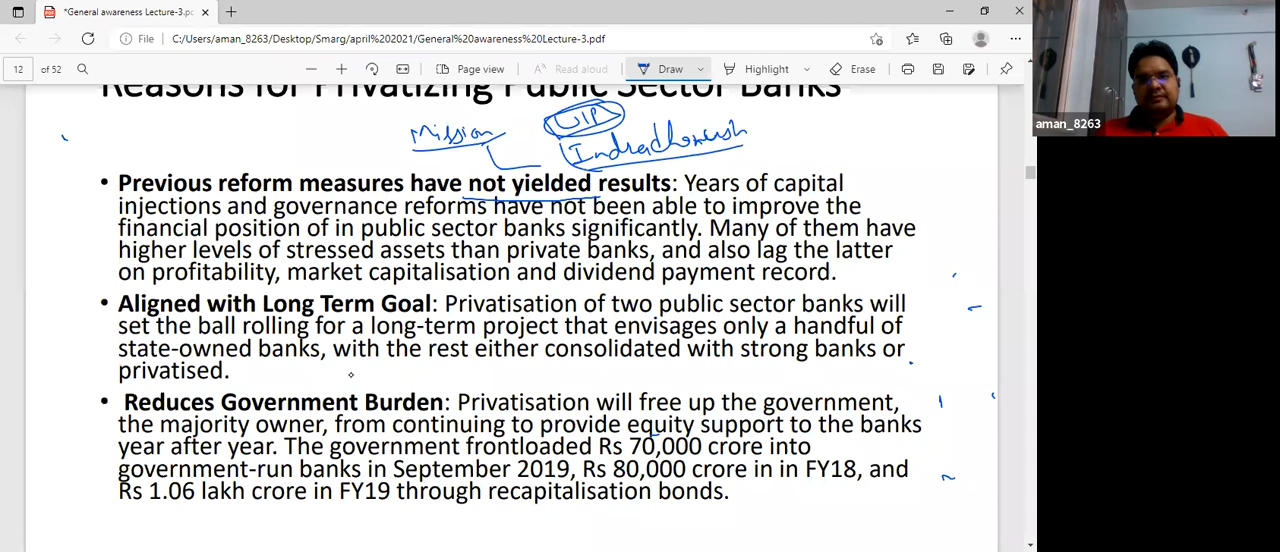 *General awareness Lecture-3.pd
File
C:/Users/aman_8263/Desktop/Smarg/april%202021/General%20awareness%20Lecture-3.pdf
12 of 52
Page view
Read aloud
Draw
Highlight
Erase
aman_8263
Reasons for Privatizing Public Sector Banks
Mission
Indradhanush
• Previous reform measures have not yielded results: Years of capital
injections and governance reforms have not been able to improve the
financial position of in public sector banks significantly. Many of them have
higher levels of stressed assets than private banks, and also lag the latter
on profitability, market capitalisation and dividend payment record.
• Aligned with Long Term Goal: Privatisation of two public sector banks will
set the ball rolling for a long-term project that envisages only a handful of
state-owned banks, with the rest either consolidated with strong banks or
privatised.
• Reduces Government Burden: Privatisation will free up the government,
the majority owner, from continuing to provide equity support to the banks
year after year. The government frontloaded Rs 70,000 crore into
government-run banks in September 2019, Rs 80,000 crore in in FY18, and
Rs 1.06 lakh crore in FY19 through recapitalisation bonds.